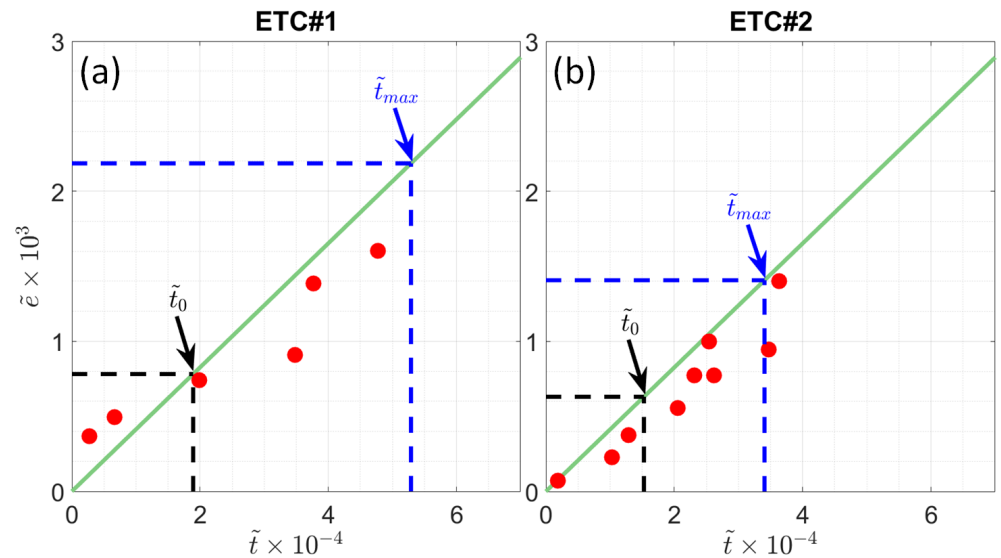 ETC#1
(a)
t̃max
t̃0
ẽ × 10³
3
2
1
0
0 2 4 6
t̃ × 10⁻⁴
ETC#2
(b)
t̃max
t̃0
3
2
1
0
0 2 4 6
t̃ × 10⁻⁴